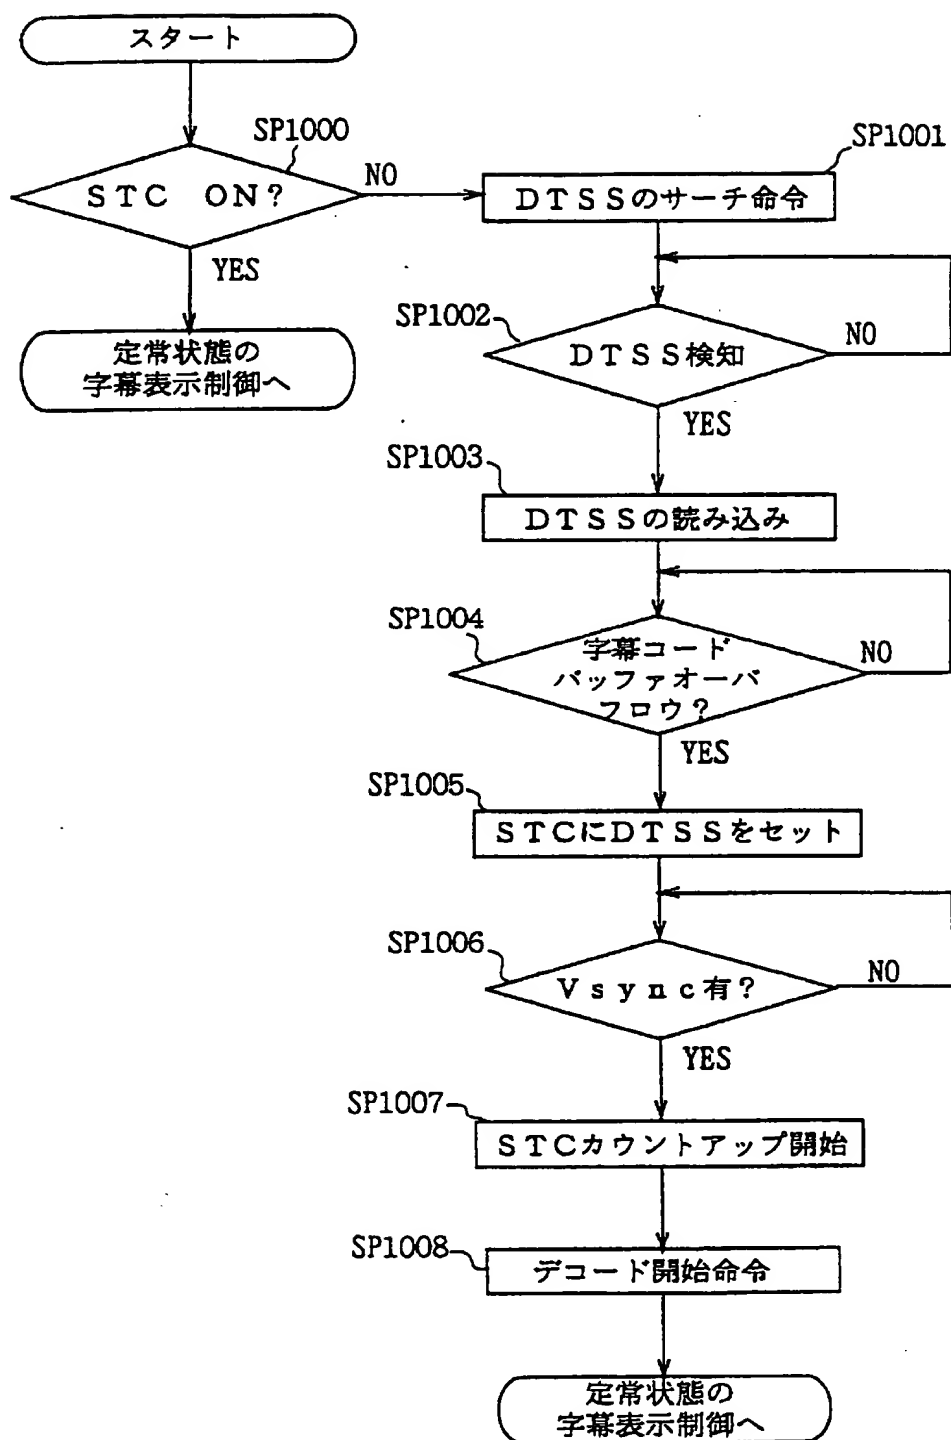 スタート
SP1000
STC ON?
NO
YES
定常状態の
字幕表示制御へ
SP1001
DTSSのサーチ命令
SP1002
DTSS検知
NO
YES
SP1003
DTSSの読み込み
SP1004
字幕コード
バッファオーバ
フロウ?
NO
YES
SP1005
STCにDTSSをセット
SP1006
Vsync有?
NO
YES
SP1007
STCカウントアップ開始
SP1008
デコード開始命令
定常状態の
字幕表示制御へ